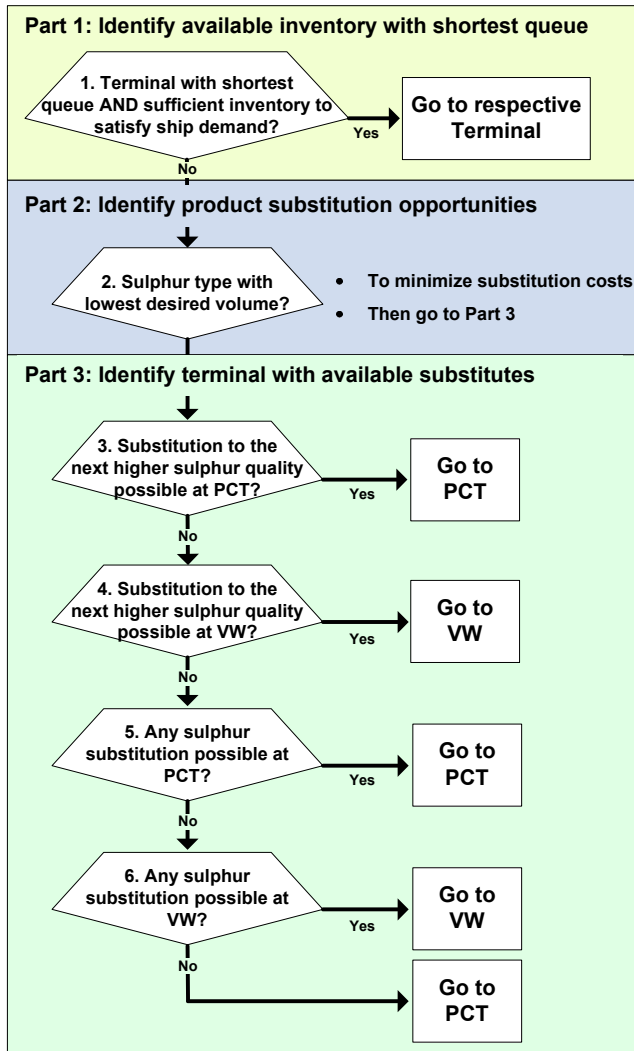 Part 1: Identify available inventory with shortest queue
1. Terminal with shortest
queue AND sufficient inventory to
satisfy ship demand?
Yes
Go to respective
Terminal
No
Part 2: Identify product substitution opportunities
2. Sulphur type with
lowest desired volume?
• To minimize substitution costs
• Then go to Part 3
Part 3: Identify terminal with available substitutes
3. Substitution to the
next higher sulphur quality
possible at PCT?
Yes
Go to
PCT
No
4. Substitution to the
next higher sulphur quality
possible at VW?
Yes
Go to
VW
No
5. Any sulphur
substitution possible at
PCT?
Yes
Go to
PCT
No
6. Any sulphur
substitution possible at
VW?
Yes
Go to
VW
No
Go to
PCT